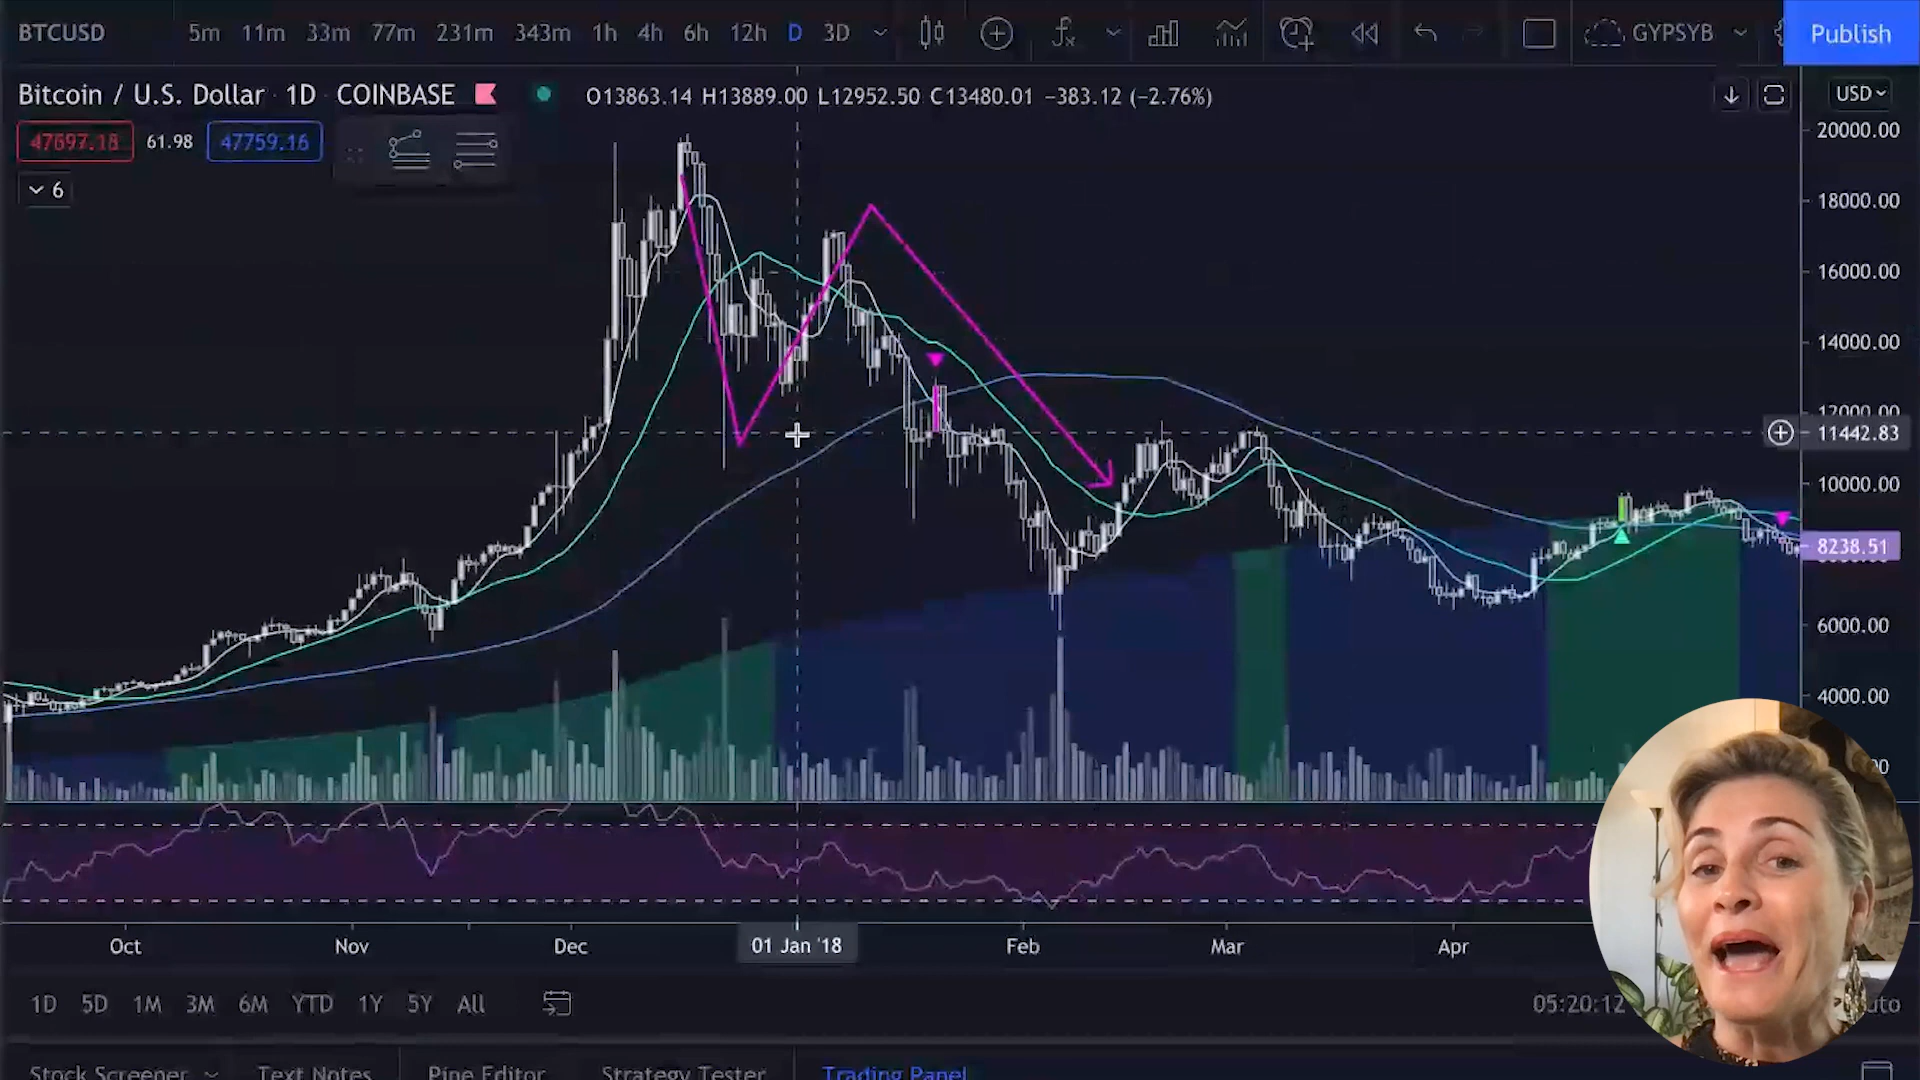 BTCUSD 5m 11m 33m 77m 231m 343m 1h 4h 6h 12h D 3D GYPSYB Publish
Bitcoin / U.S. Dollar 1D COINBASE O13863.14 H13889.00 L12952.50 C13480.01 −383.12 (−2.76%) USD
47697.18 61.98 47759.16
6
20000.00
18000.00
16000.00
14000.00
12000.00
11442.83
10000.00
8238.51
6000.00
4000.00
Oct Nov Dec 01 Jan '18 Feb Mar Apr
1D 5D 1M 3M 6M YTD 1Y 5Y All 05:20:12
Stock Screener Text Notes Pine Editor Strategy Tester Trading Panel